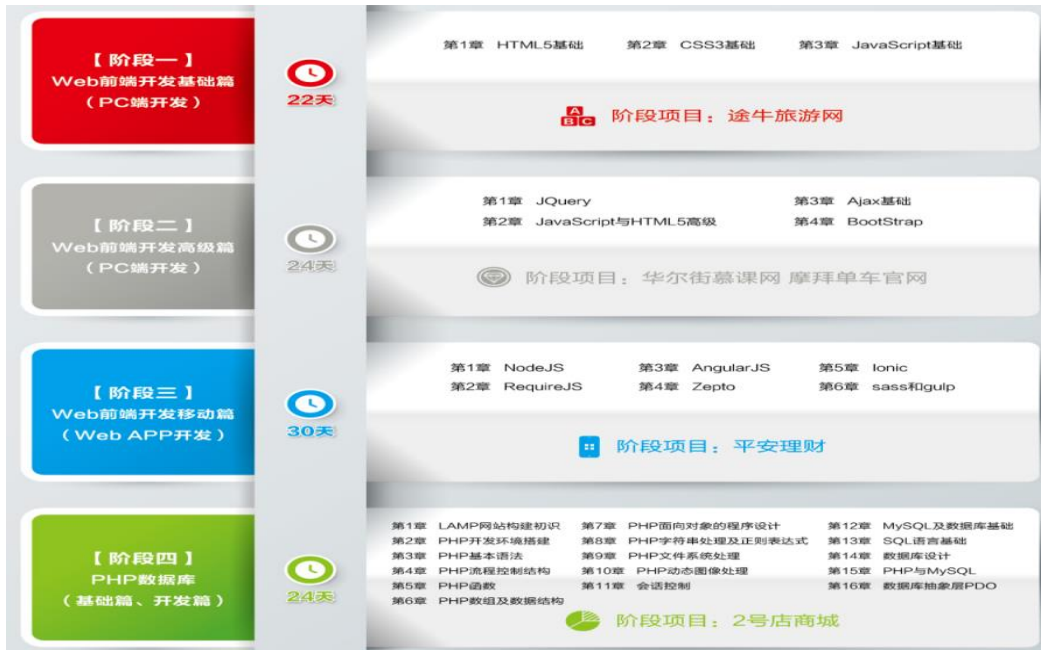 【阶段一】
Web前端开发基础篇
（PC端开发）
22天
第1章 HTML5基础 第2章 CSS3基础 第3章 JavaScript基础
阶段项目：途牛旅游网
【阶段二】
Web前端开发高级篇
（PC端开发）
24天
第1章 JQuery 第3章 Ajax基础
第2章 JavaScript与HTML5高级 第4章 BootStrap
阶段项目：华尔街慕课网 摩拜单车官网
【阶段三】
Web前端开发移动篇
（Web APP开发）
30天
第1章 NodeJS 第3章 AngularJS 第5章 Ionic
第2章 RequireJS 第4章 Zepto 第6章 sass和gulp
阶段项目：平安理财
【阶段四】
PHP数据库
（基础篇、开发篇）
24天
第1章 LAMP网站构建初识 第7章 PHP面向对象的程序设计 第12章 MySQL及数据库基础
第2章 PHP开发环境搭建 第8章 PHP字符串处理及正则表达式 第13章 SQL语言基础
第3章 PHP基本语法 第9章 PHP文件系统处理 第14章 数据库设计
第4章 PHP流程控制结构 第10章 PHP动态图像处理 第15章 PHP与MySQL
第5章 PHP函数 第11章 会话控制 第16章 数据库抽象层PDO
第6章 PHP数组及数据结构
阶段项目：2号店商城